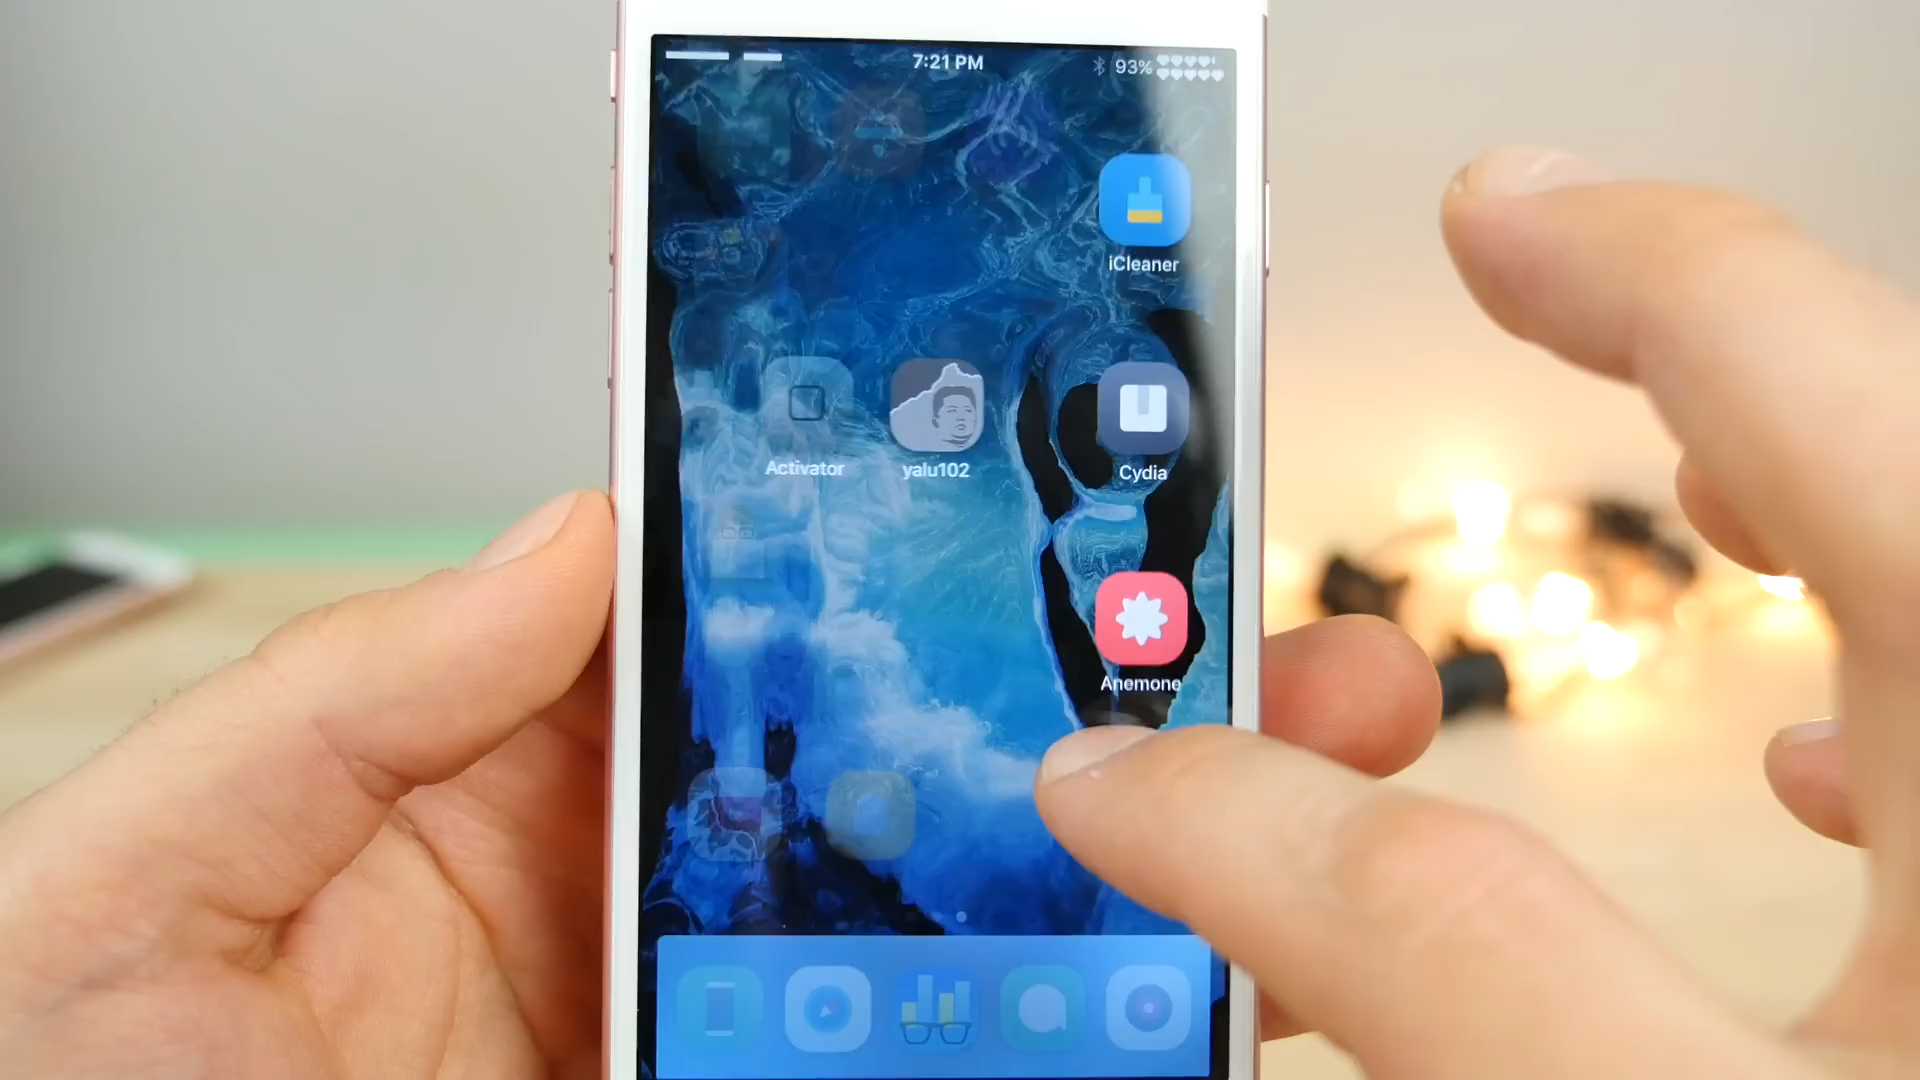 7:21 PM
93%
iCleaner
Activator
yalu102
Cydia
Anemone